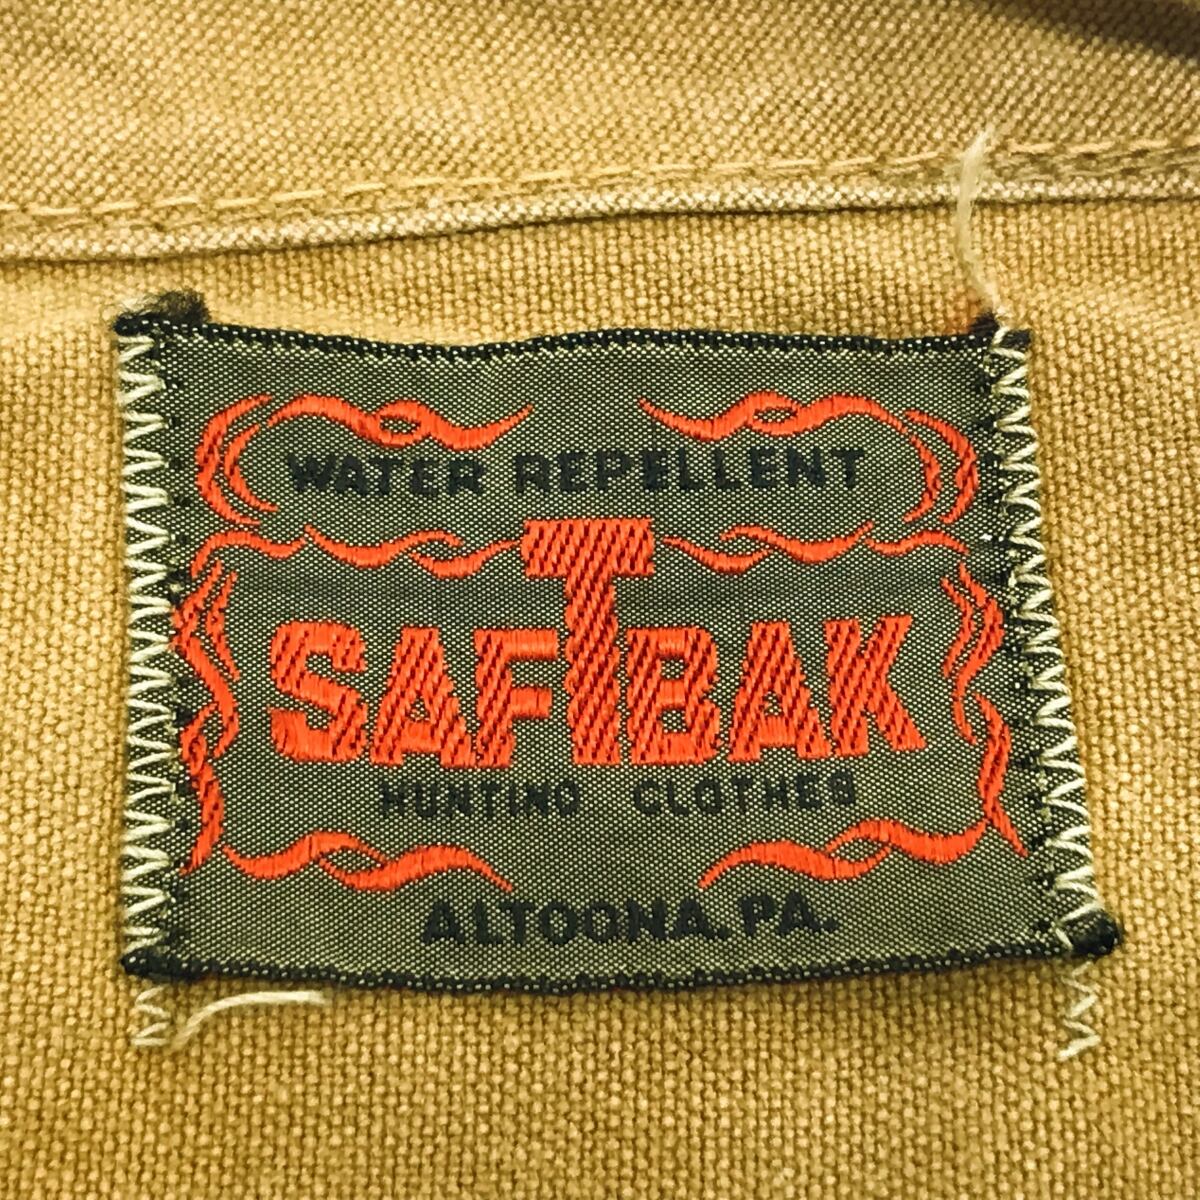 WATER REPELLENT
SAFTBAK
HUNTING CLOTHES
ALTOONA, PA.